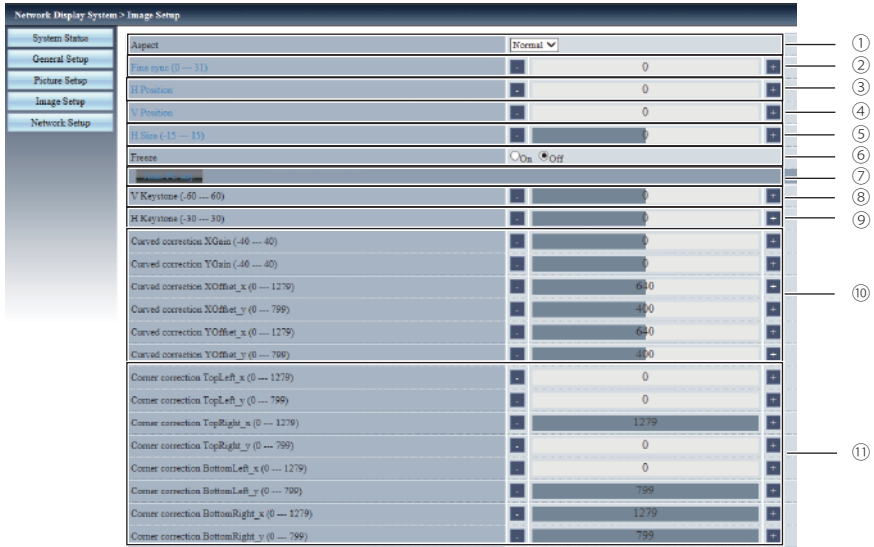 Network Display System > Image Setup
System Status
General Setup
Picture Setup
Image Setup
Network Setup
Aspect Normal ①
Fine sync (0 --- 31) - 0 + ②
H Position - 0 + ③
V Position - 0 + ④
H Size (-15 --- 15) - 0 + ⑤
Freeze On Off ⑥
⑦
V Keystone (-60 --- 60) - 0 + ⑧
H Keystone (-30 --- 30) - 0 + ⑨
Curved correction XGain (-40 --- 40) - 0 +
Curved correction YGain (-40 --- 40) - 0 +
Curved correction XOffset_x (0 --- 1279) - 640 + ⑩
Curved correction XOffset_y (0 --- 799) - 400 +
Curved correction YOffset_x (0 --- 1279) - 640 +
Curved correction YOffset_y (0 --- 799) - 400 +
Corner correction TopLeft_x (0 --- 1279) - 0 +
Corner correction TopLeft_y (0 --- 799) - 0 +
Corner correction TopRight_x (0 --- 1279) - 1279 +
Corner correction TopRight_y (0 --- 799) - 0 + ⑪
Corner correction BottomLeft_x (0 --- 1279) - 0 +
Corner correction BottomLeft_y (0 --- 799) - 799 +
Corner correction BottomRight_x (0 --- 1279) - 1279 +
Corner correction BottomRight_y (0 --- 799) - 799 +